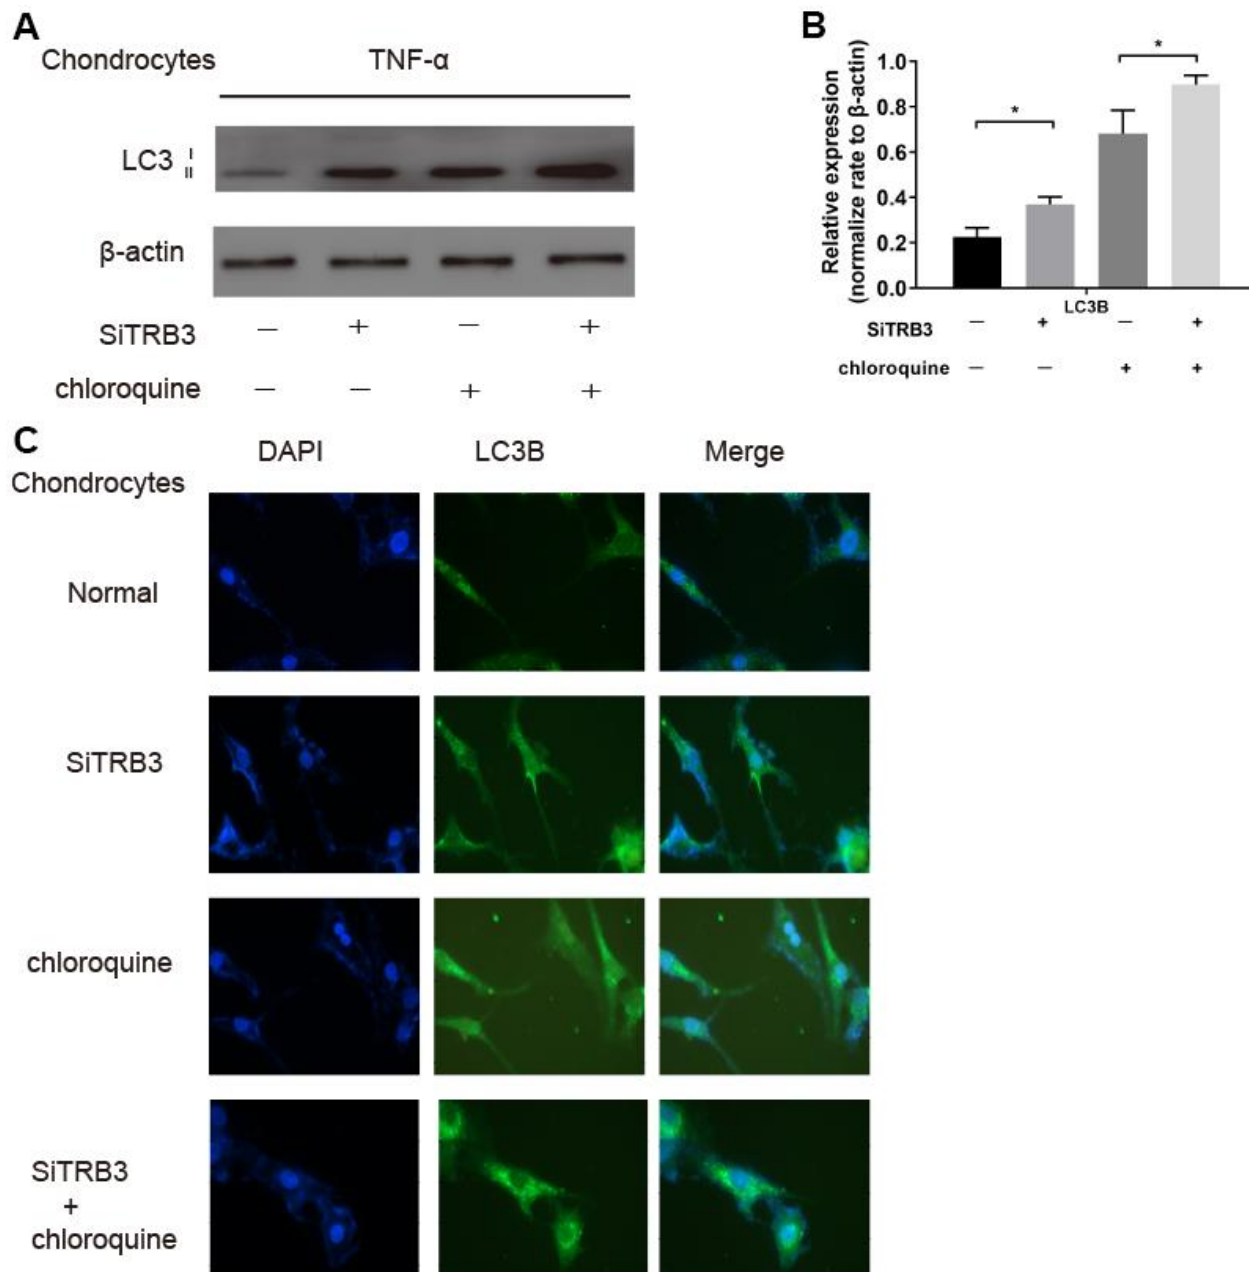 A
Chondrocytes TNF-α
LC3 I
II
β-actin
SiTRB3 — + — +
chloroquine — — + +
B
Relative expression
(normalize rate to β-actin)
1.0
0.8
0.6
0.4
0.2
0.0
*
*
LC3B
SiTRB3 — + — +
chloroquine — — + +
C
DAPI LC3B Merge
Chondrocytes
Normal
SiTRB3
chloroquine
SiTRB3
+
chloroquine